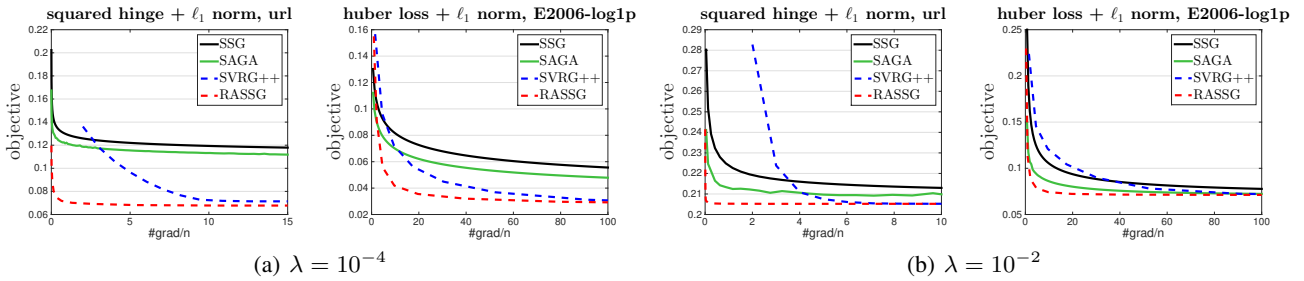 squared hinge + ℓ1 norm, url
objective
0.22
0.2
0.18
0.16
0.14
0.12
0.1
0.08
0.06
0
5
10
15
#grad/n
SSG
SAGA
SVRG++
RASSG
huber loss + ℓ1 norm, E2006-log1p
objective
0.16
0.14
0.12
0.1
0.08
0.06
0.04
0.02
0
20
40
60
80
100
#grad/n
SSG
SAGA
SVRG++
RASSG
(a) λ = 10⁻⁴
squared hinge + ℓ1 norm, url
objective
0.29
0.28
0.27
0.26
0.25
0.24
0.23
0.22
0.21
0.2
0
2
4
6
8
10
#grad/n
SSG
SAGA
SVRG++
RASSG
huber loss + ℓ1 norm, E2006-log1p
objective
0.25
0.2
0.15
0.1
0.05
0
20
40
60
80
100
#grad/n
SSG
SAGA
SVRG++
RASSG
(b) λ = 10⁻²